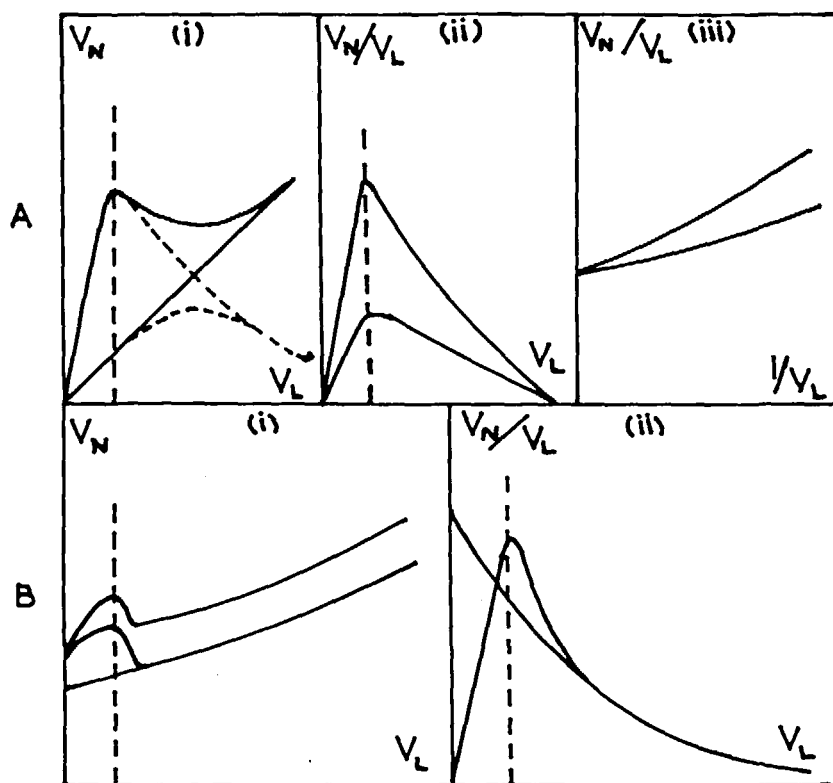 V_N (i)
V_N/V_L (ii)
V_N/V_L (iii)
A
V_L
V_L
1/V_L
V_N (i)
V_N/V_L (ii)
B
V_L
V_L